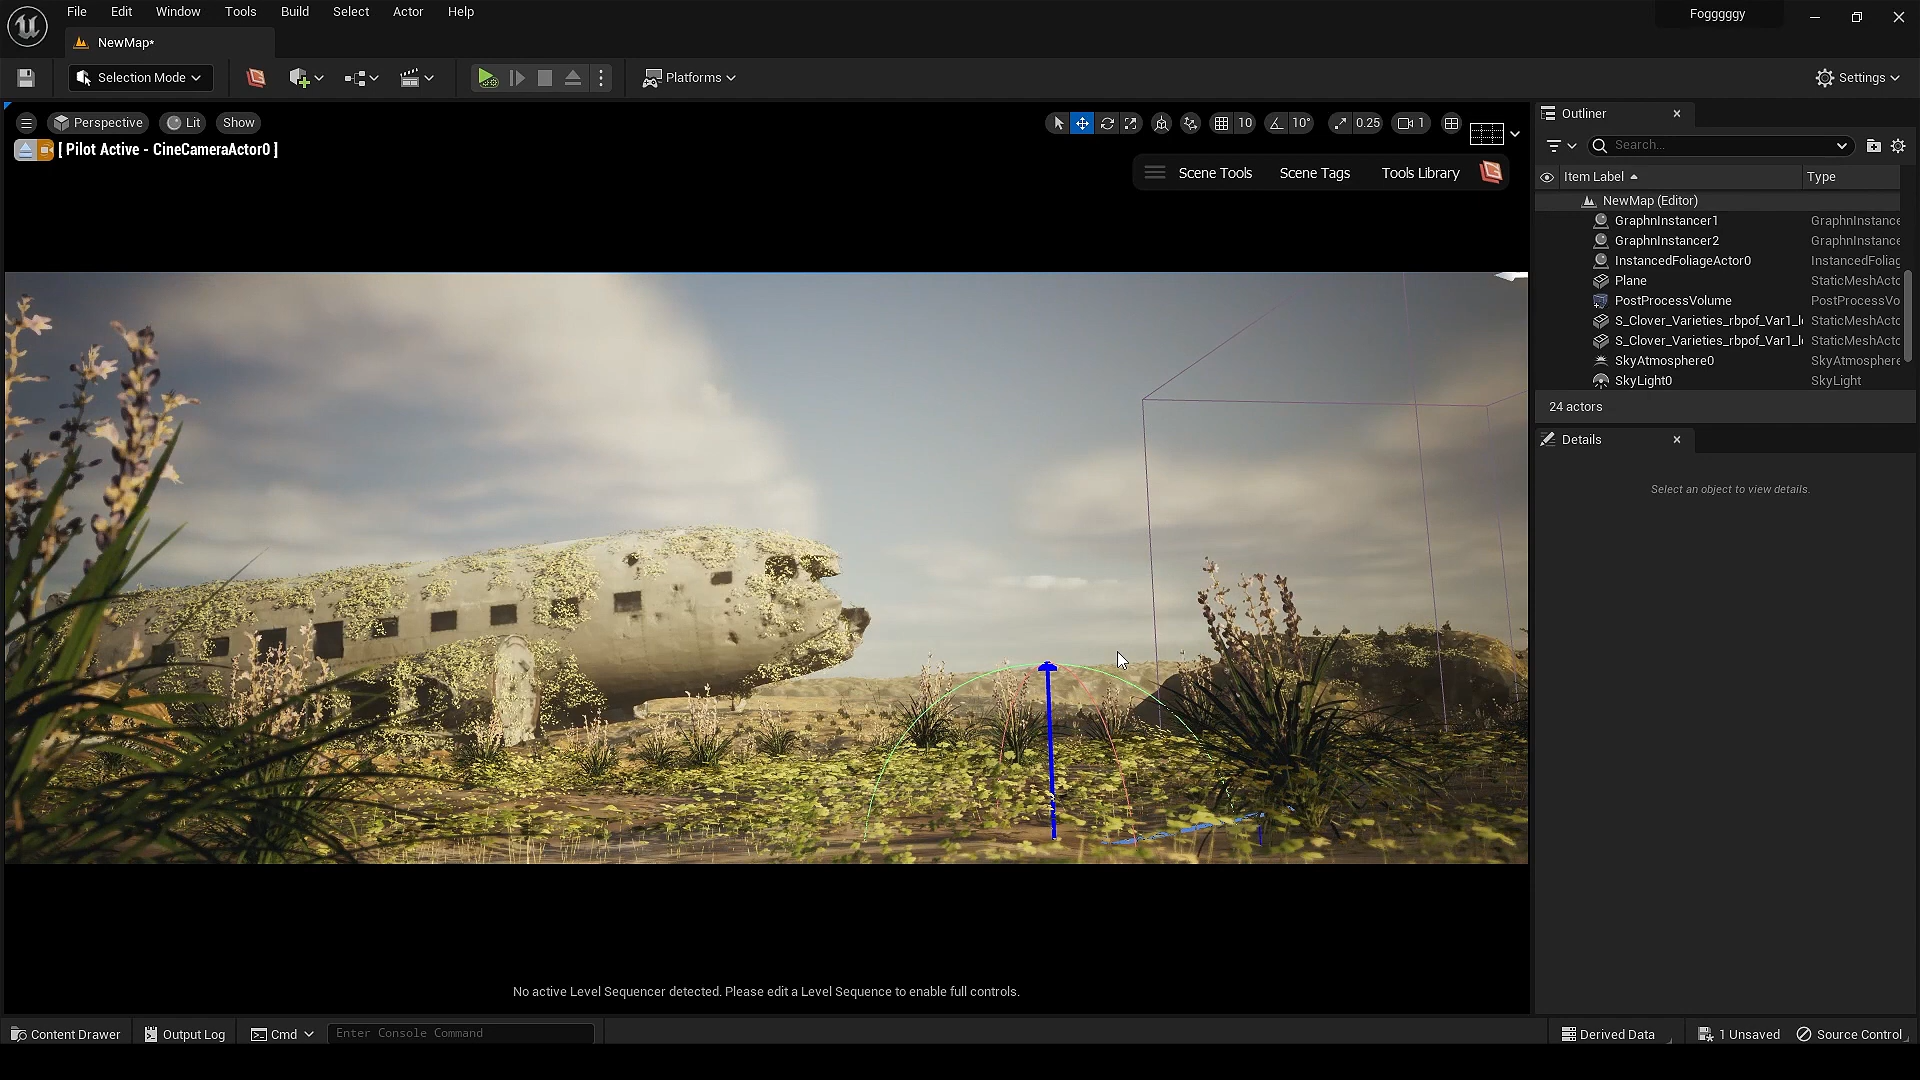 File Edit Window Tools Build Select Actor Help
Fogggggy
NewMap*
Selection Mode
Platforms
Settings
Perspective Lit Show
10 10° 0.25 1
[ Pilot Active - CineCameraActor0 ]
Scene Tools Scene Tags Tools Library
Outliner
Search...
Item Label Type
NewMap (Editor)
GraphnInstancer1 GraphnInstance
GraphnInstancer2 GraphnInstance
InstancedFoliageActor0 InstancedFoliag
Plane StaticMeshActo
PostProcessVolume PostProcessVo
S_Clover_Varieties_rbpof_Var1_l StaticMeshActo
S_Clover_Varieties_rbpof_Var1_l StaticMeshActo
SkyAtmosphere0 SkyAtmosphere
SkyLight0 SkyLight
24 actors
Details
Select an object to view details.
No active Level Sequencer detected. Please edit a Level Sequence to enable full controls.
Content Drawer Output Log Cmd Enter Console Command
Derived Data 1 Unsaved Source Control